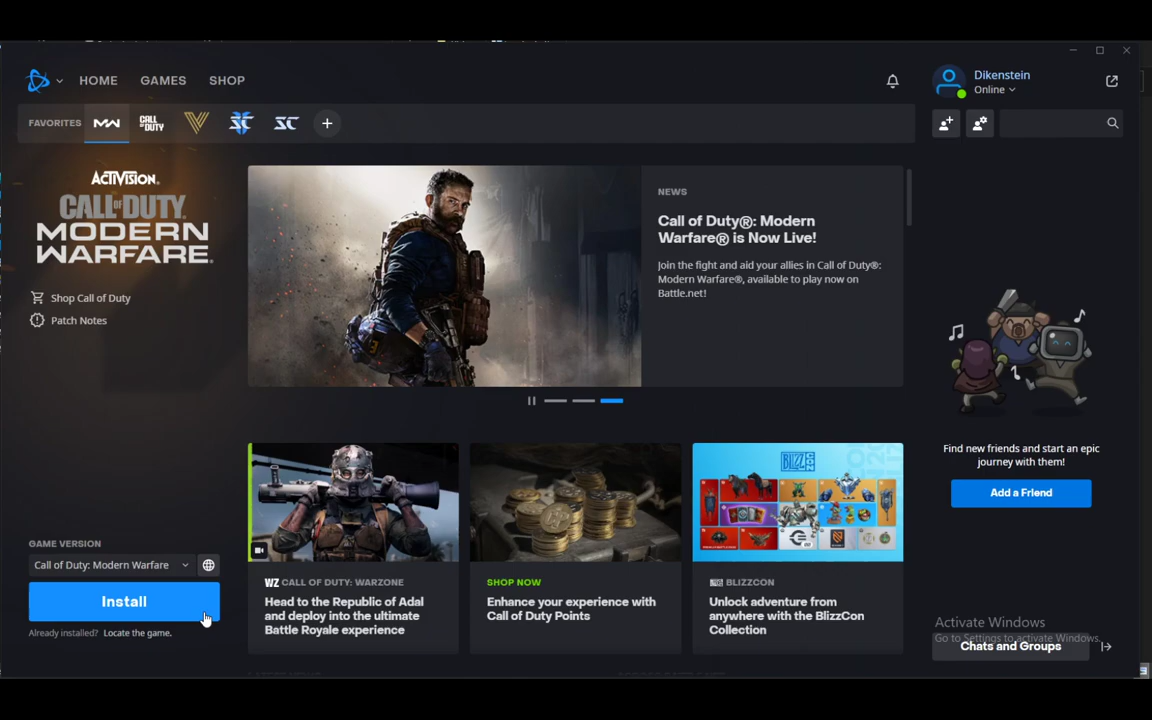 HOME GAMES SHOP
Dikenstein
Online
FAVORITES
MW
CALL OF DUTY
SC
ACTIVISION.
CALL OF DUTY.
MODERN
WARFARE.
Shop Call of Duty
Patch Notes
NEWS
Call of Duty®: Modern
Warfare® is Now Live!
Join the fight and aid your allies in Call of Duty®:
Modern Warfare®, available to play now on
Battle.net!
Find new friends and start an epic
journey with them!
Add a Friend
BLIZZ
CON
WZ CALL OF DUTY: WARZONE
Head to the Republic of Adal
and deploy into the ultimate
Battle Royale experience
SHOP NOW
Enhance your experience with
Call of Duty Points
BLIZZCON
Unlock adventure from
anywhere with the BlizzCon
Collection
GAME VERSION
Call of Duty: Modern Warfare
Install
Already installed? Locate the game.
Activate Windows
Go to Settings to activate Windows.
Chats and Groups